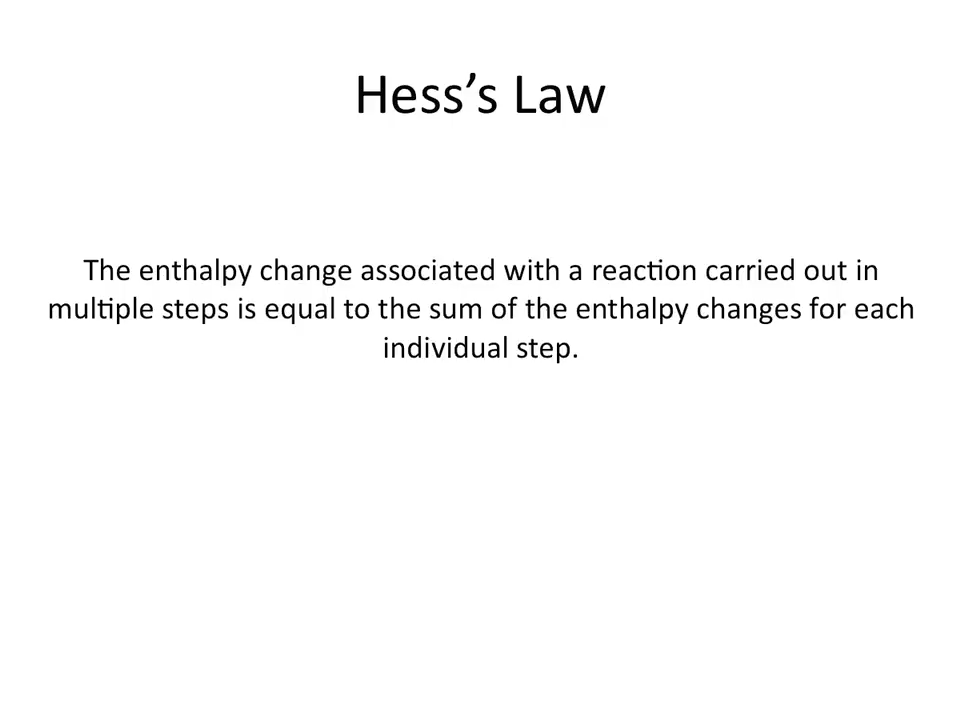 Hess’s Law
The enthalpy change associated with a reaction carried out in
multiple steps is equal to the sum of the enthalpy changes for each
individual step.